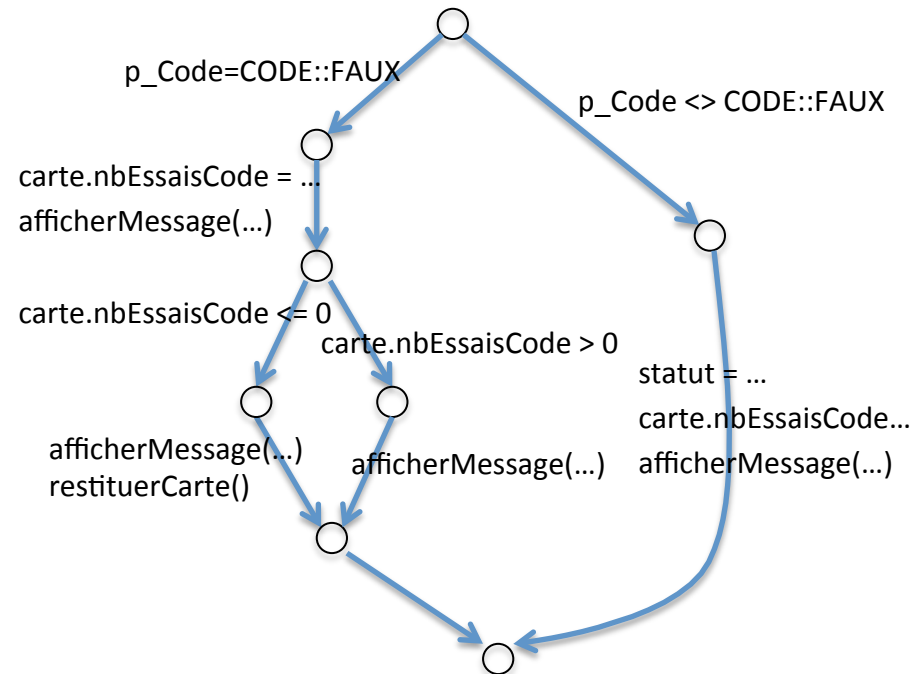 p_Code=CODE::FAUX
p_Code <> CODE::FAUX
carte.nbEssaisCode = ...
afficherMessage(...)
carte.nbEssaisCode <= 0
carte.nbEssaisCode > 0
statut = ...
carte.nbEssaisCode...
afficherMessage(...)
afficherMessage(...)
restituerCarte()
afficherMessage(...)